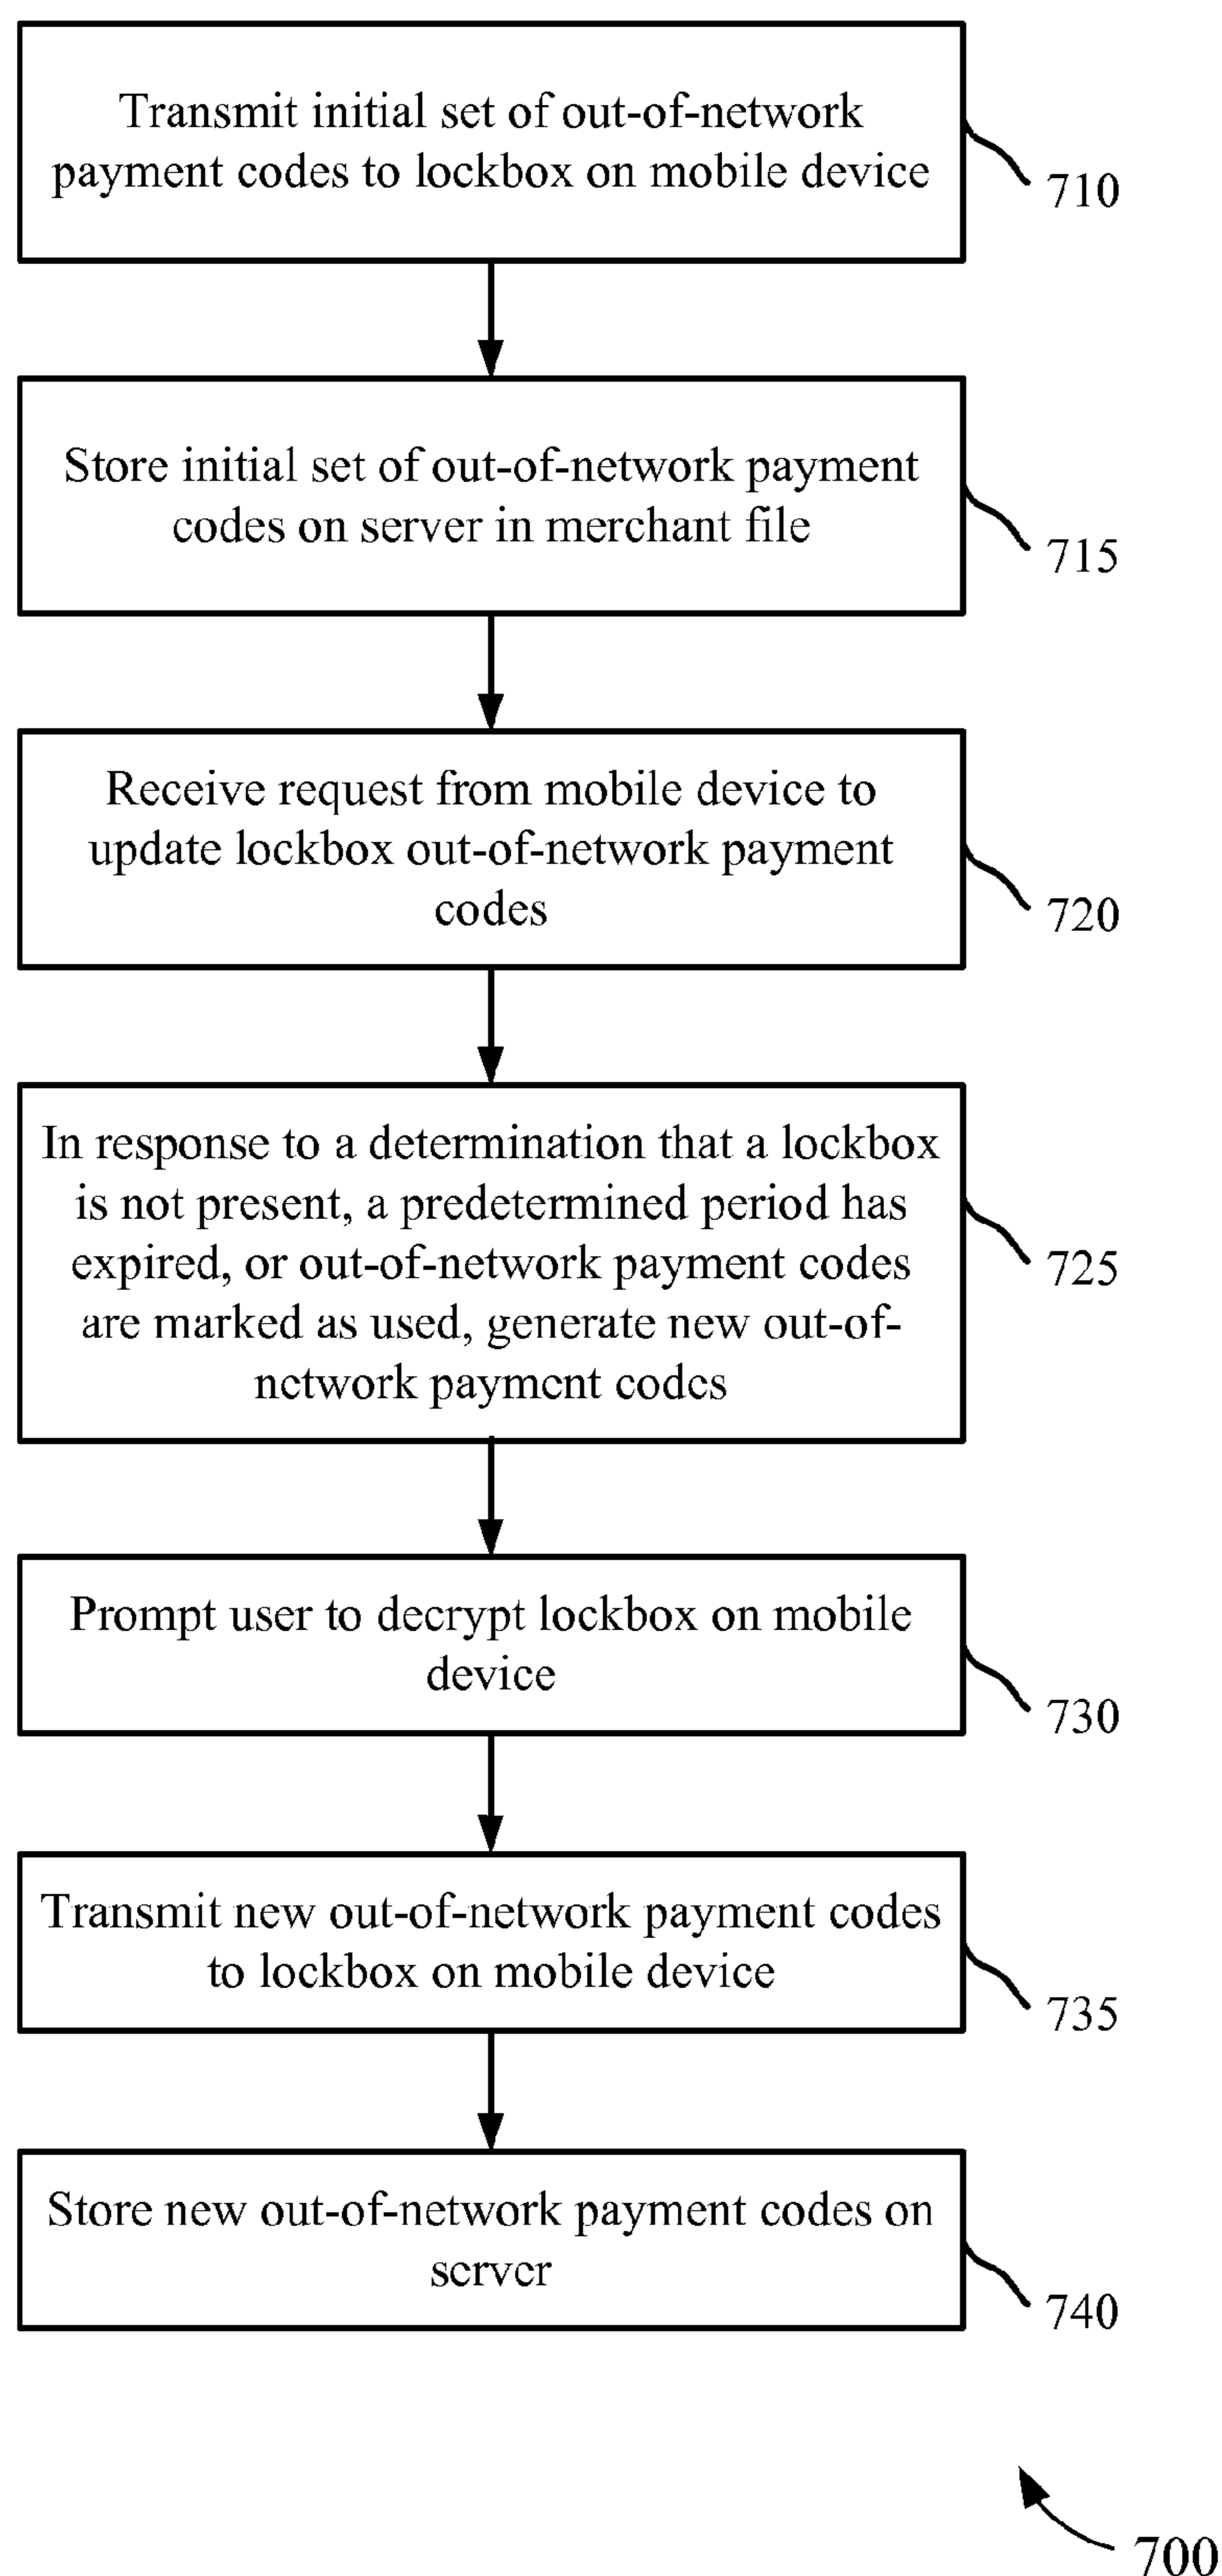 Transmit initial set of out-of-network
payment codes to lockbox on mobile device
710
Store initial set of out-of-network payment
codes on server in merchant file
715
Receive request from mobile device to
update lockbox out-of-network payment
codes
720
In response to a determination that a lockbox
is not present, a predetermined period has
expired, or out-of-network payment codes
are marked as used, generate new out-of-
network payment codes
725
Prompt user to decrypt lockbox on mobile
device
730
Transmit new out-of-network payment codes
to lockbox on mobile device
735
Store new out-of-network payment codes on
server
740
700